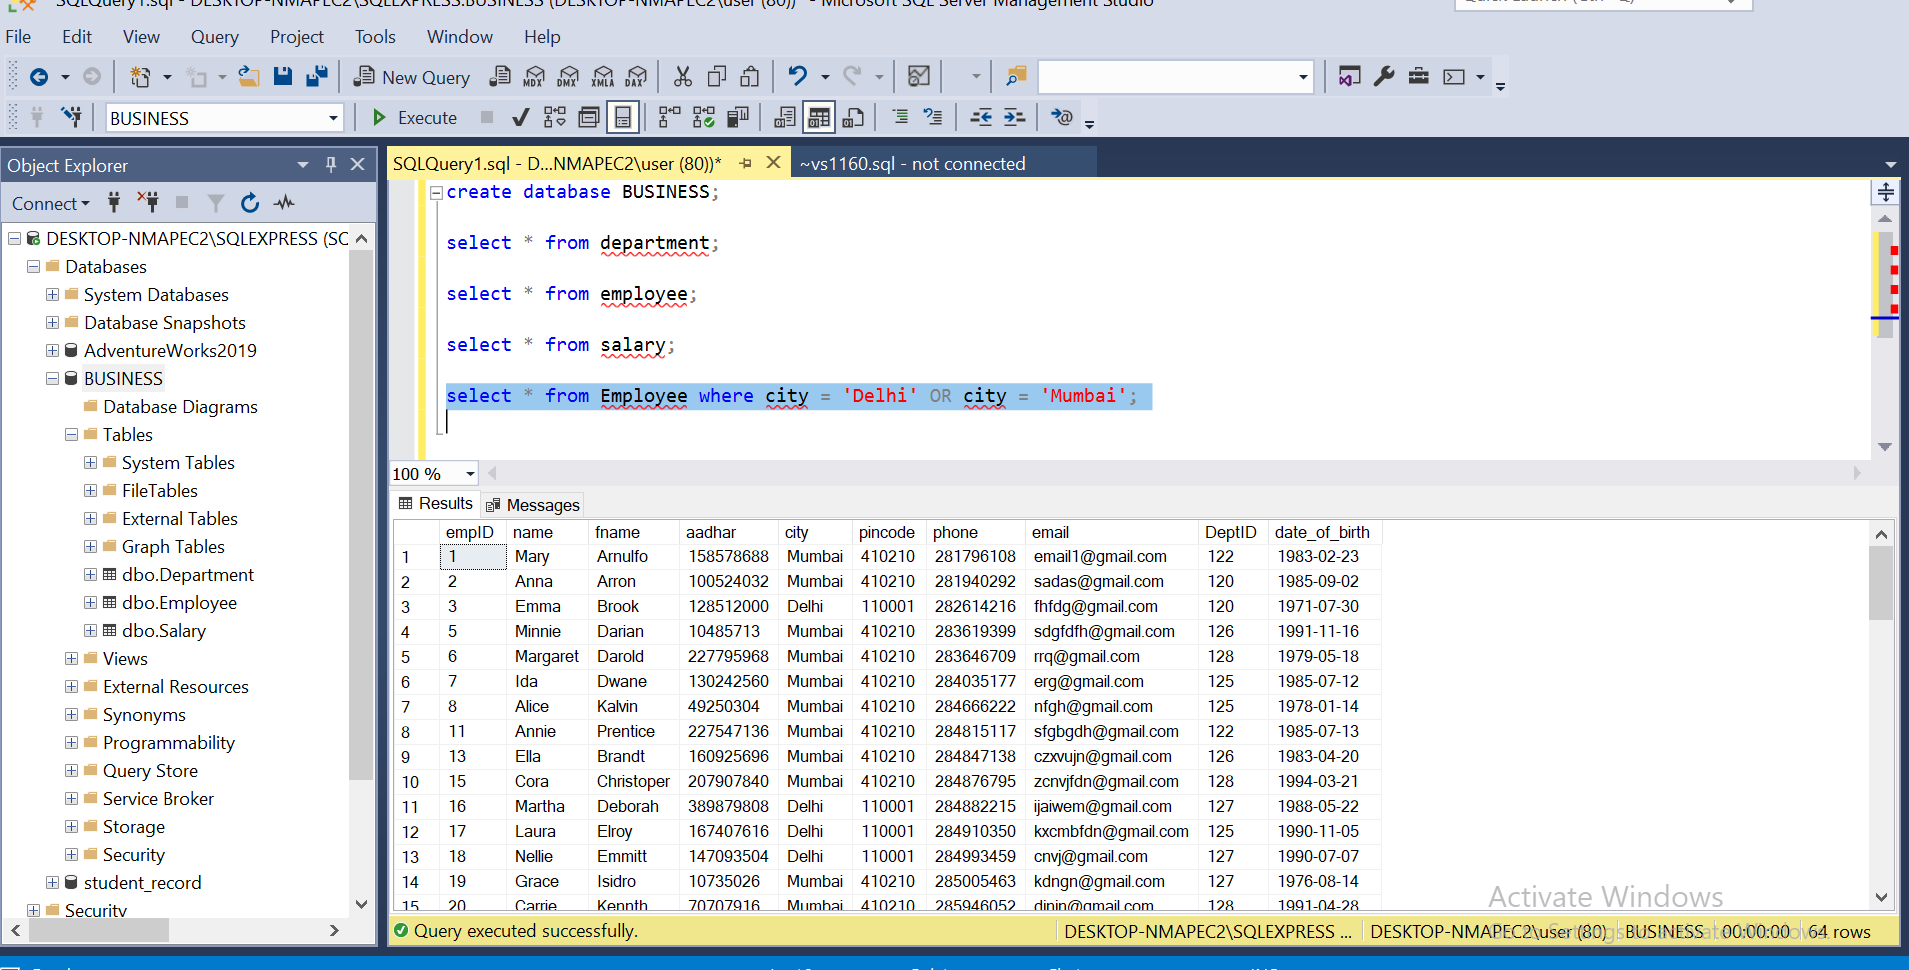 SQLQuery1.sql - DESKTOP-NMAPEC2\SQLEXPRESS.BUSINESS (DESKTOP-NMAPEC2\user (80))* - Microsoft SQL Server Management Studio
File Edit View Query Project Tools Window Help
New Query MDX DMX XMLA DAX
BUSINESS Execute
Object Explorer
Connect
DESKTOP-NMAPEC2\SQLEXPRESS (SC
Databases
System Databases
Database Snapshots
AdventureWorks2019
BUSINESS
Database Diagrams
Tables
System Tables
FileTables
External Tables
Graph Tables
dbo.Department
dbo.Employee
dbo.Salary
Views
External Resources
Synonyms
Programmability
Query Store
Service Broker
Storage
Security
student_record
Security
SQLQuery1.sql - D...NMAPEC2\user (80))* ~vs1160.sql - not connected
create database BUSINESS;
select * from department;
select * from employee;
select * from salary;
select * from Employee where city = 'Delhi' OR city = 'Mumbai';
100 %
Results Messages
empID name fname aadhar city pincode phone email DeptID date_of_birth
1 1 Mary Arnulfo 158578688 Mumbai 410210 281796108 email1@gmail.com 122 1983-02-23
2 2 Anna Arron 100524032 Mumbai 410210 281940292 sadas@gmail.com 120 1985-09-02
3 3 Emma Brook 128512000 Delhi 110001 282614216 fhfdg@gmail.com 120 1971-07-30
4 5 Minnie Darian 10485713 Mumbai 410210 283619399 sdgfdfh@gmail.com 126 1991-11-16
5 6 Margaret Darold 227795968 Mumbai 410210 283646709 rrq@gmail.com 128 1979-05-18
6 7 Ida Dwane 130242560 Mumbai 410210 284035177 erg@gmail.com 125 1985-07-12
7 8 Alice Kalvin 49250304 Mumbai 410210 284666222 nfgh@gmail.com 125 1978-01-14
8 11 Annie Prentice 227547136 Mumbai 410210 284815117 sfgbgdh@gmail.com 122 1985-07-13
9 13 Ella Brandt 160925696 Mumbai 410210 284847138 czxvujn@gmail.com 126 1983-04-20
10 15 Cora Christoper 207907840 Mumbai 410210 284876795 zcnvjfdn@gmail.com 128 1994-03-21
11 16 Martha Deborah 389879808 Delhi 110001 284882215 ijaiwem@gmail.com 127 1988-05-22
12 17 Laura Elroy 167407616 Delhi 110001 284910350 kxcmbfdn@gmail.com 125 1990-11-05
13 18 Nellie Emmitt 147093504 Delhi 110001 284993459 cnvj@gmail.com 127 1990-07-07
14 19 Grace Isidro 10735026 Mumbai 410210 285005463 kdngn@gmail.com 127 1976-08-14
15 20 Carrie Kennth 70707916 Mumbai 410210 285946052 dinin@gmail.com 128 1991-04-28
Activate Windows
Go to Settings to activate Windows.
Query executed successfully. DESKTOP-NMAPEC2\SQLEXPRESS ... DESKTOP-NMAPEC2\user (80) BUSINESS 00:00:00 64 rows